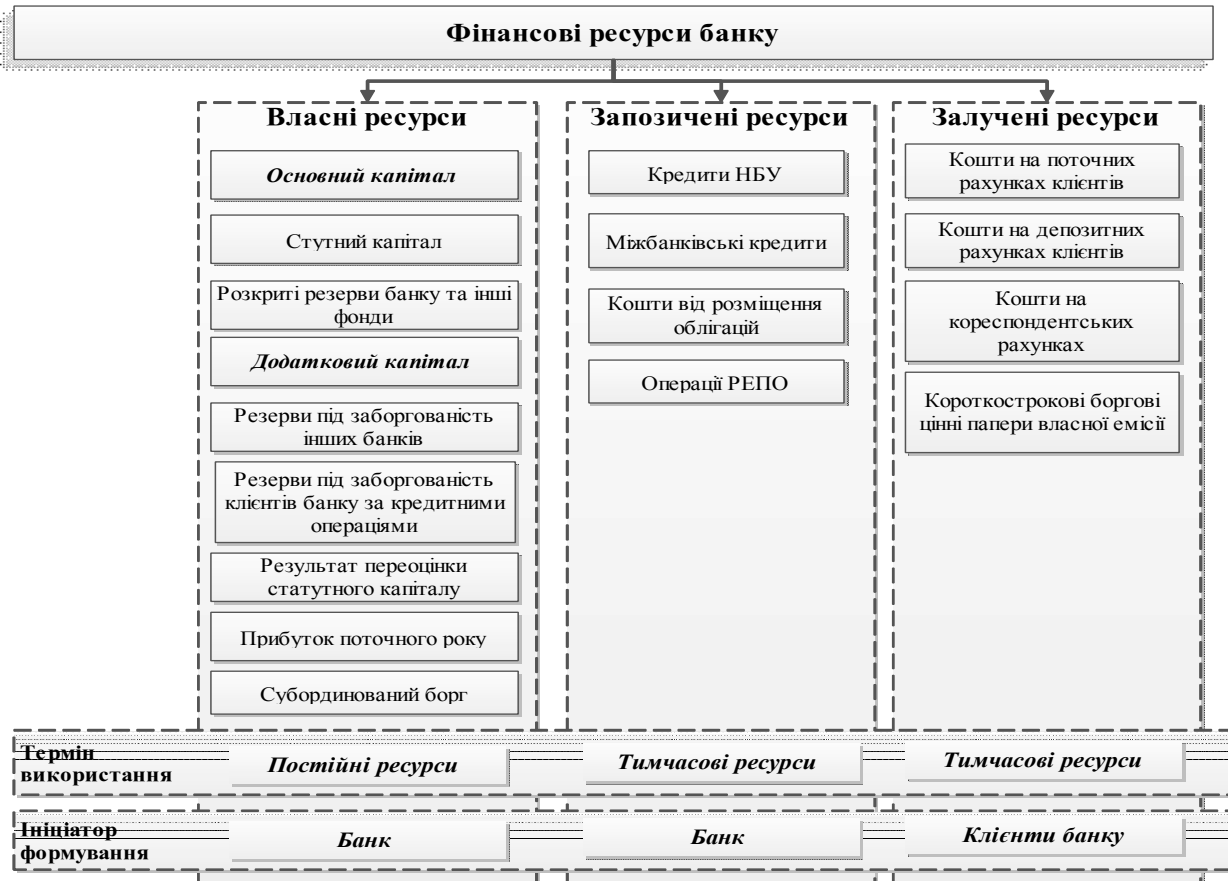 Фінансові ресурси банку
Власні ресурси
Основний капітал
Стутний капітал
Розкриті резерви банку та інші
фонди
Додатковий капітал
Резерви під заборгованість
інших банків
Резерви під заборгованість
клієнтів банку за кредитними
операціями
Результат переоцінки
статутного капіталу
Прибуток поточного року
Субординований борг
Запозичені ресурси
Кредити НБУ
Міжбанківські кредити
Кошти від розміщення
облігацій
Операції РЕПО
Залучені ресурси
Кошти на поточних
рахунках клієнтів
Кошти на депозитних
рахунках клієнтів
Кошти на
кореспондентських
рахунках
Короткострокові боргові
цінні папери власної емісії
Термін
використання
Постійні ресурси
Тимчасові ресурси
Тимчасові ресурси
Ініціатор
формування
Банк
Банк
Клієнти банку